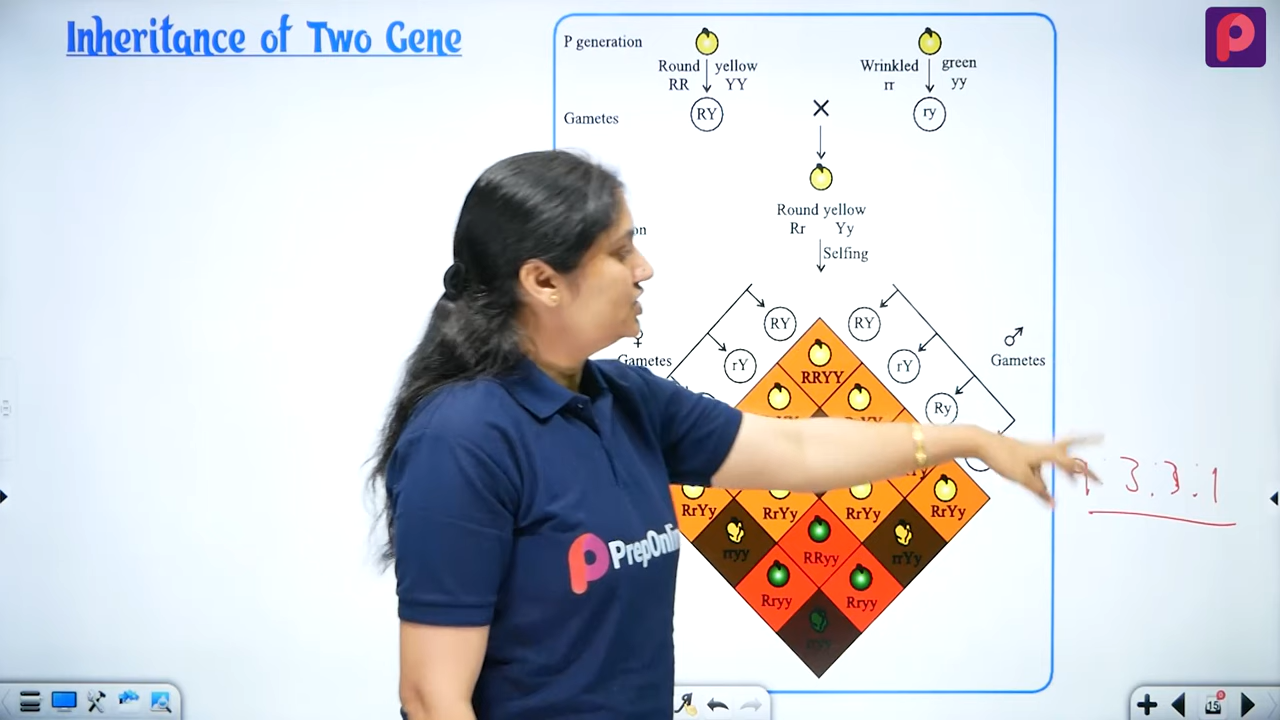 Inheritance of Two Gene
P generation
Round yellow
RR YY
Wrinkled green
rr yy
Gametes
RY
ry
Round yellow
Rr Yy
Selfing
RY
RY
♀
Gametes
rY
rY
♂
Gametes
Ry
RRYY
3:3:1
RrYy
RrYy
RrYy
RrYy
rryy
RRyy
rrYy
Rryy
Rryy
PrepOnli
15